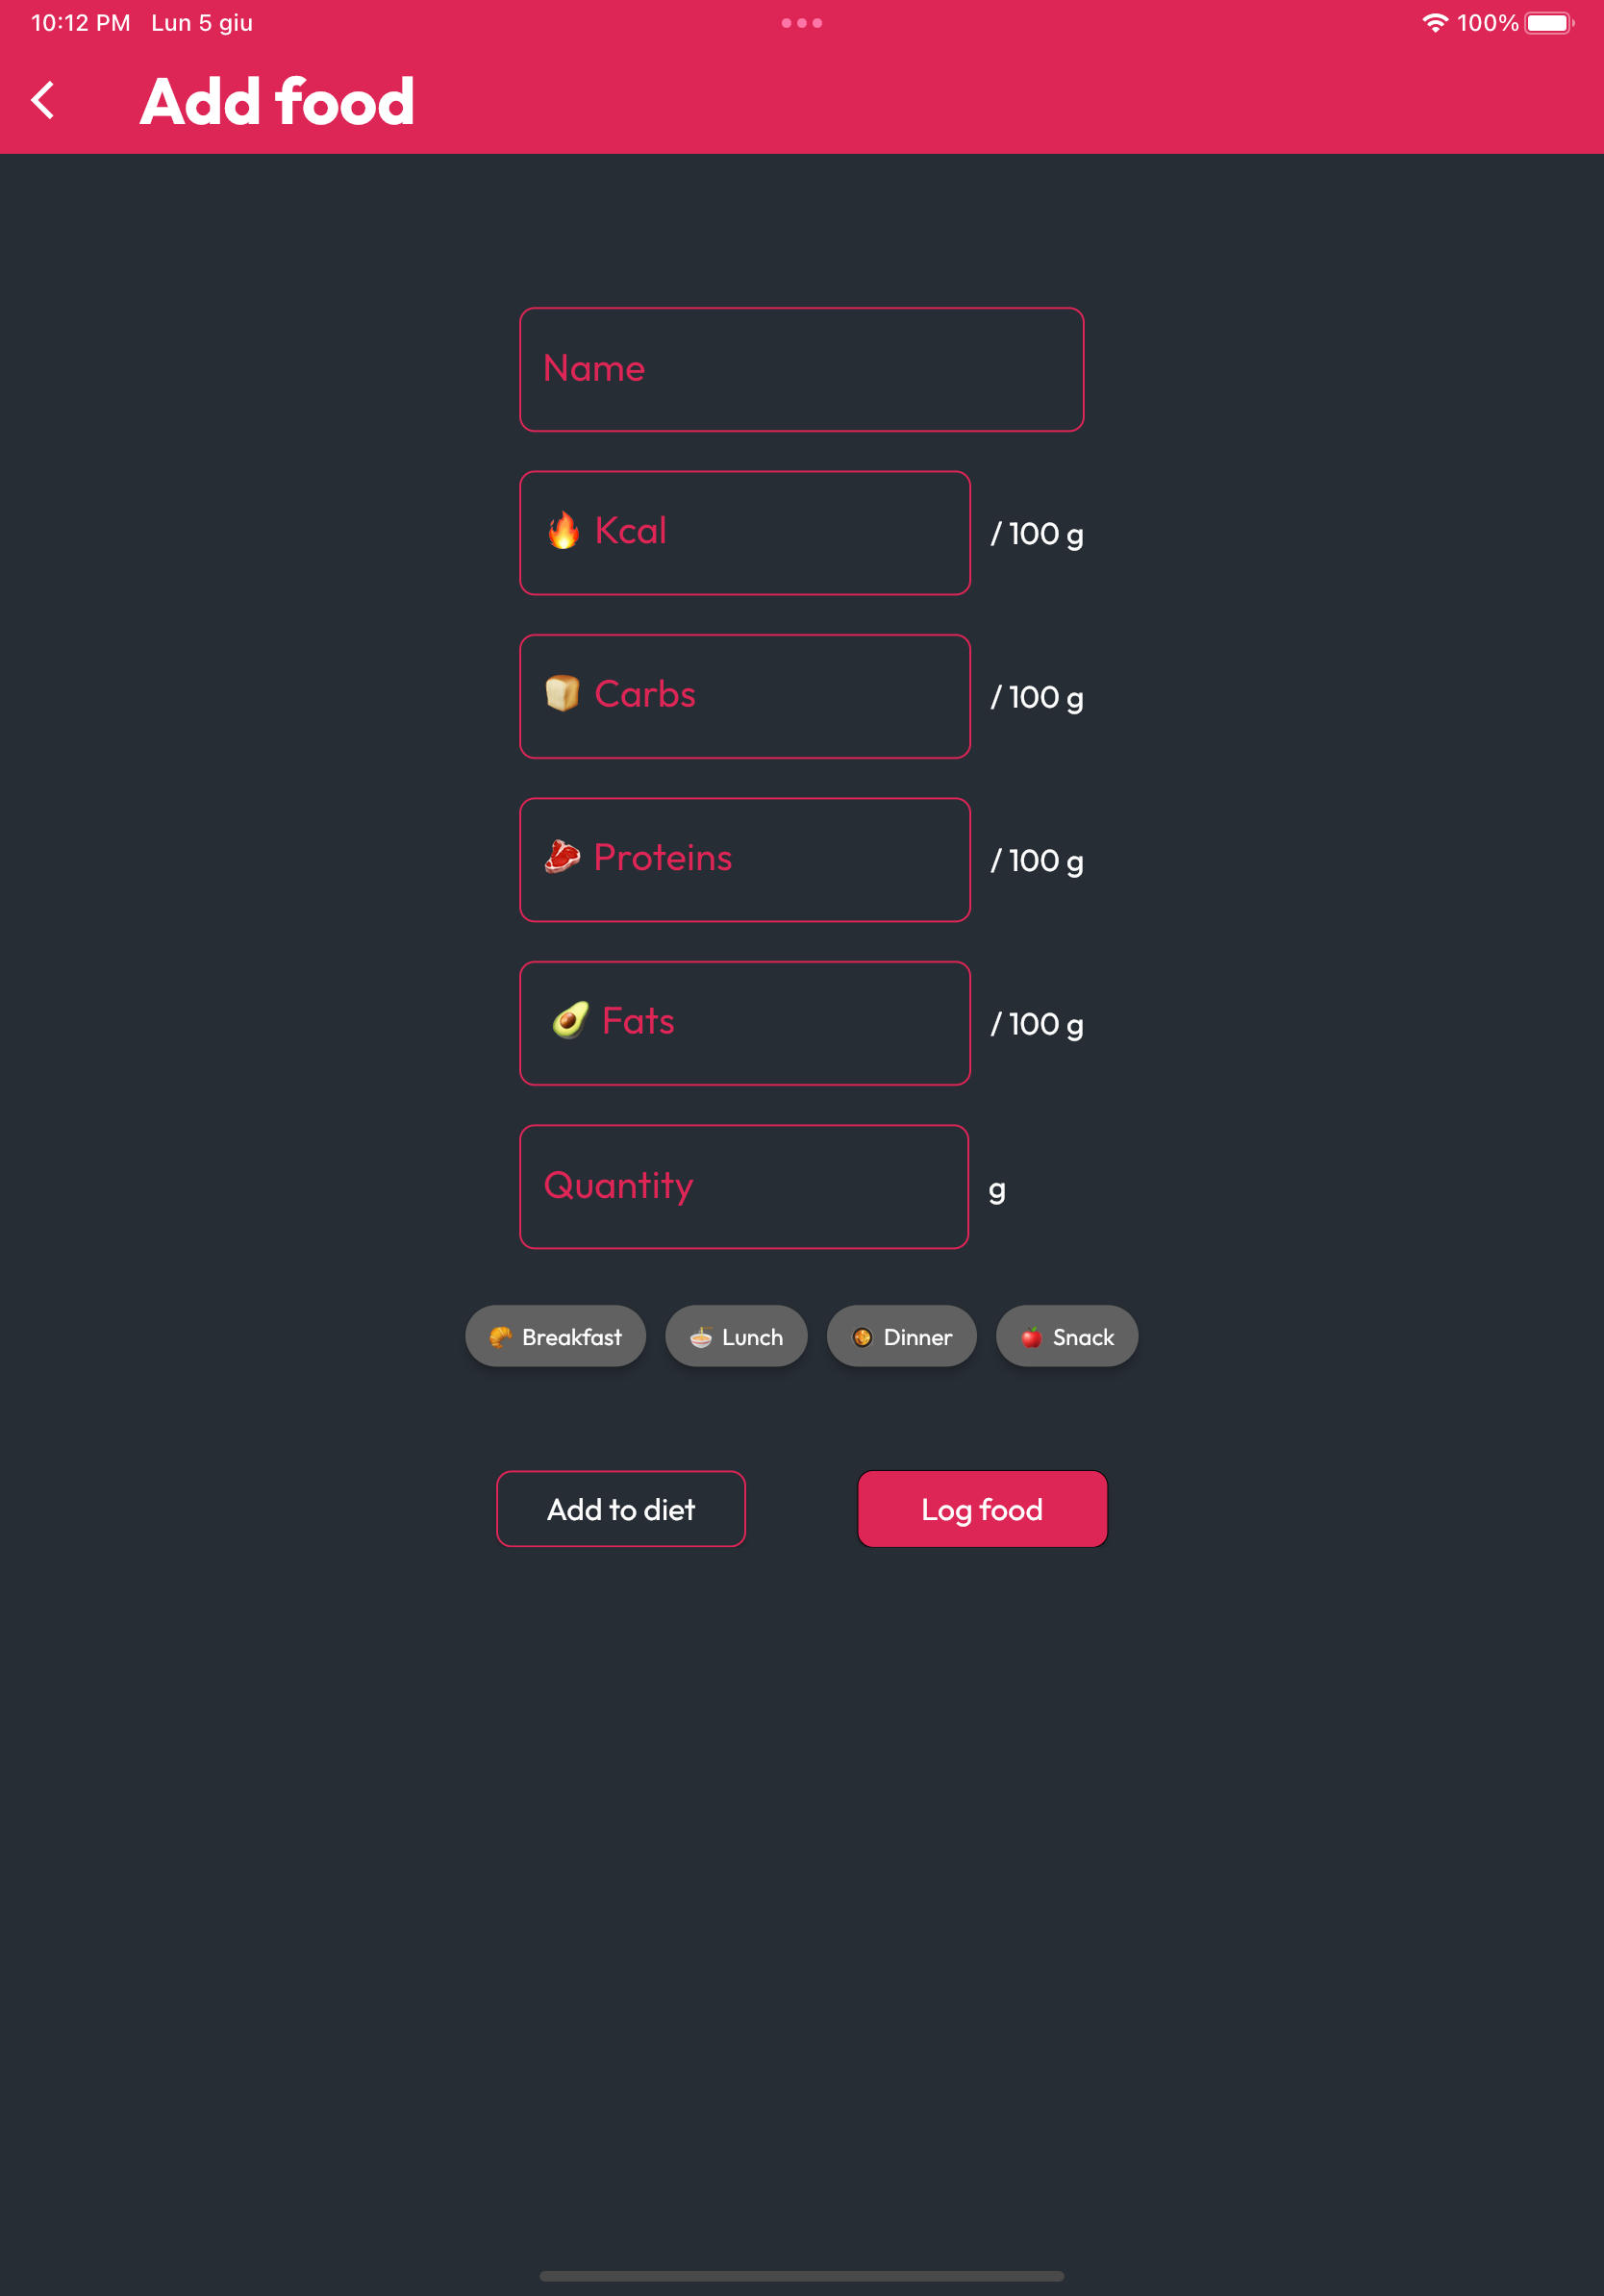 10:12 PM Lun 5 giu 100%
Add food
Name
Kcal / 100 g
Carbs / 100 g
Proteins / 100 g
Fats / 100 g
Quantity g
Breakfast Lunch Dinner Snack
Add to diet Log food